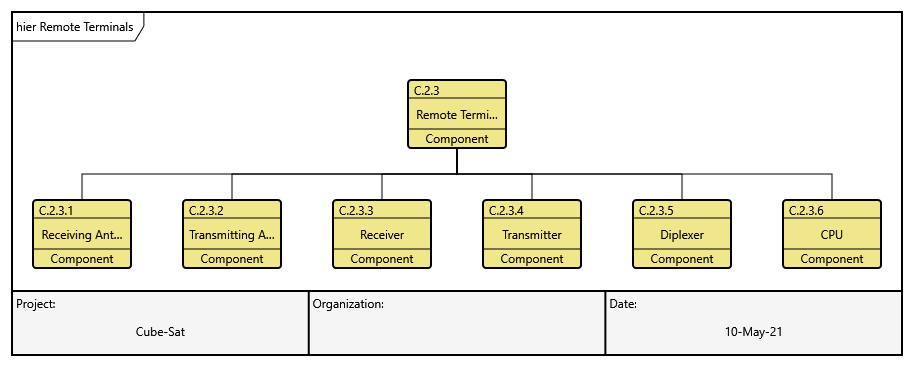 hier Remote Terminals
C.2.3
Remote Termi...
Component
C.2.3.1
Receiving Ant...
Component
C.2.3.2
Transmitting A...
Component
C.2.3.3
Receiver
Component
C.2.3.4
Transmitter
Component
C.2.3.5
Diplexer
Component
C.2.3.6
CPU
Component
Project:
Cube-Sat
Organization:
Date:
10-May-21